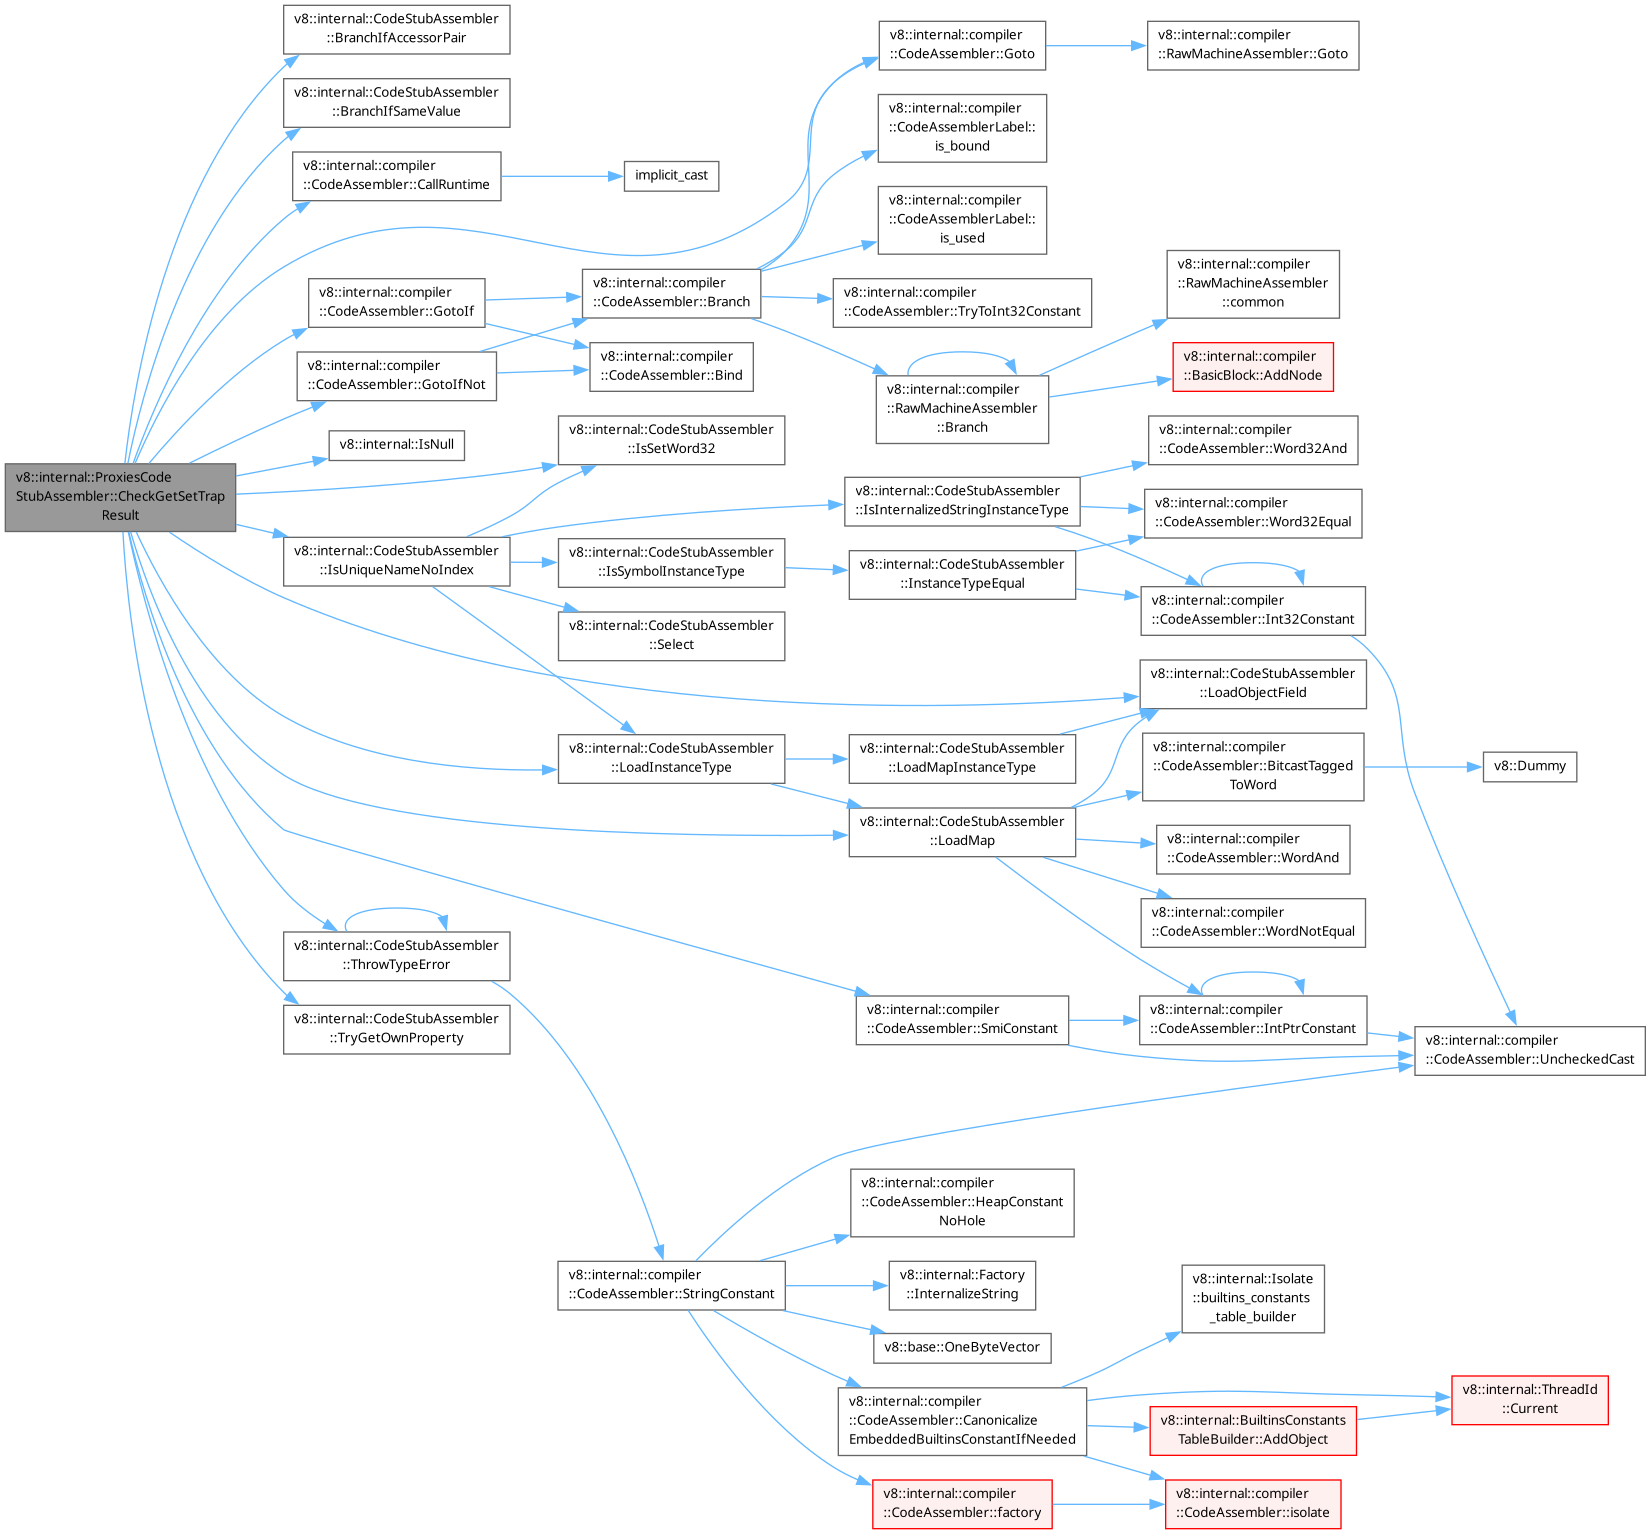 v8::internal::ProxiesCode
StubAssembler::CheckGetSetTrap
Result
v8::internal::CodeStubAssembler
::BranchIfAccessorPair
v8::internal::CodeStubAssembler
::BranchIfSameValue
v8::internal::compiler
::CodeAssembler::CallRuntime
implicit_cast
v8::internal::compiler
::CodeAssembler::Goto
v8::internal::compiler
::RawMachineAssembler::Goto
v8::internal::compiler
::CodeAssemblerLabel::
is_bound
v8::internal::compiler
::CodeAssemblerLabel::
is_used
v8::internal::compiler
::CodeAssembler::GotoIf
v8::internal::compiler
::CodeAssembler::Branch
v8::internal::compiler
::CodeAssembler::TryToInt32Constant
v8::internal::compiler
::RawMachineAssembler
::common
v8::internal::compiler
::CodeAssembler::GotoIfNot
v8::internal::compiler
::CodeAssembler::Bind
v8::internal::compiler
::RawMachineAssembler
::Branch
v8::internal::compiler
::BasicBlock::AddNode
v8::internal::IsNull
v8::internal::CodeStubAssembler
::IsSetWord32
v8::internal::compiler
::CodeAssembler::Word32And
v8::internal::CodeStubAssembler
::IsInternalizedStringInstanceType
v8::internal::compiler
::CodeAssembler::Word32Equal
v8::internal::CodeStubAssembler
::IsUniqueNameNoIndex
v8::internal::CodeStubAssembler
::IsSymbolInstanceType
v8::internal::CodeStubAssembler
::InstanceTypeEqual
v8::internal::compiler
::CodeAssembler::Int32Constant
v8::internal::CodeStubAssembler
::Select
v8::internal::CodeStubAssembler
::LoadObjectField
v8::internal::CodeStubAssembler
::LoadInstanceType
v8::internal::CodeStubAssembler
::LoadMapInstanceType
v8::internal::compiler
::CodeAssembler::BitcastTagged
ToWord
v8::Dummy
v8::internal::CodeStubAssembler
::LoadMap
v8::internal::compiler
::CodeAssembler::WordAnd
v8::internal::compiler
::CodeAssembler::WordNotEqual
v8::internal::CodeStubAssembler
::ThrowTypeError
v8::internal::CodeStubAssembler
::TryGetOwnProperty
v8::internal::compiler
::CodeAssembler::SmiConstant
v8::internal::compiler
::CodeAssembler::IntPtrConstant
v8::internal::compiler
::CodeAssembler::UncheckedCast
v8::internal::compiler
::CodeAssembler::HeapConstant
NoHole
v8::internal::compiler
::CodeAssembler::StringConstant
v8::internal::Factory
::InternalizeString
v8::internal::Isolate
::builtins_constants
_table_builder
v8::base::OneByteVector
v8::internal::compiler
::CodeAssembler::Canonicalize
EmbeddedBuiltinsConstantIfNeeded
v8::internal::BuiltinsConstants
TableBuilder::AddObject
v8::internal::ThreadId
::Current
v8::internal::compiler
::CodeAssembler::factory
v8::internal::compiler
::CodeAssembler::isolate